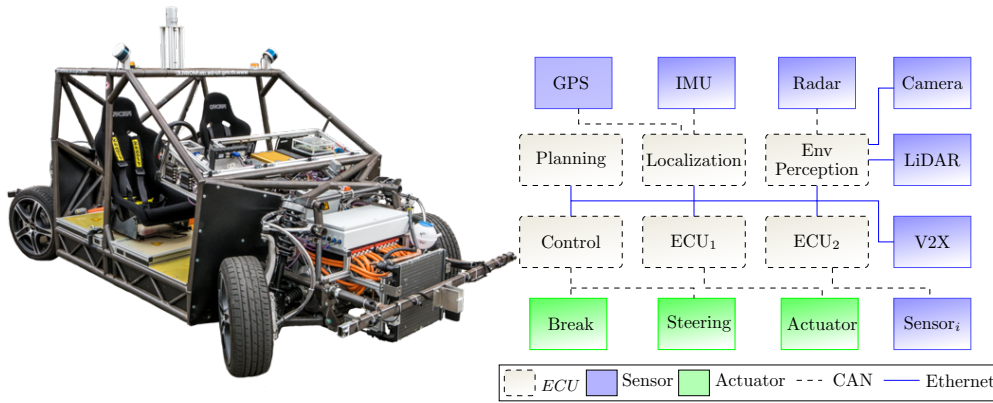 GPS
IMU
Radar
Camera
Planning
Localization
Env
Perception
LiDAR
Control
ECU₁
ECU₂
V2X
Break
Steering
Actuator
Sensorᵢ
ECU
Sensor
Actuator
CAN
Ethernet